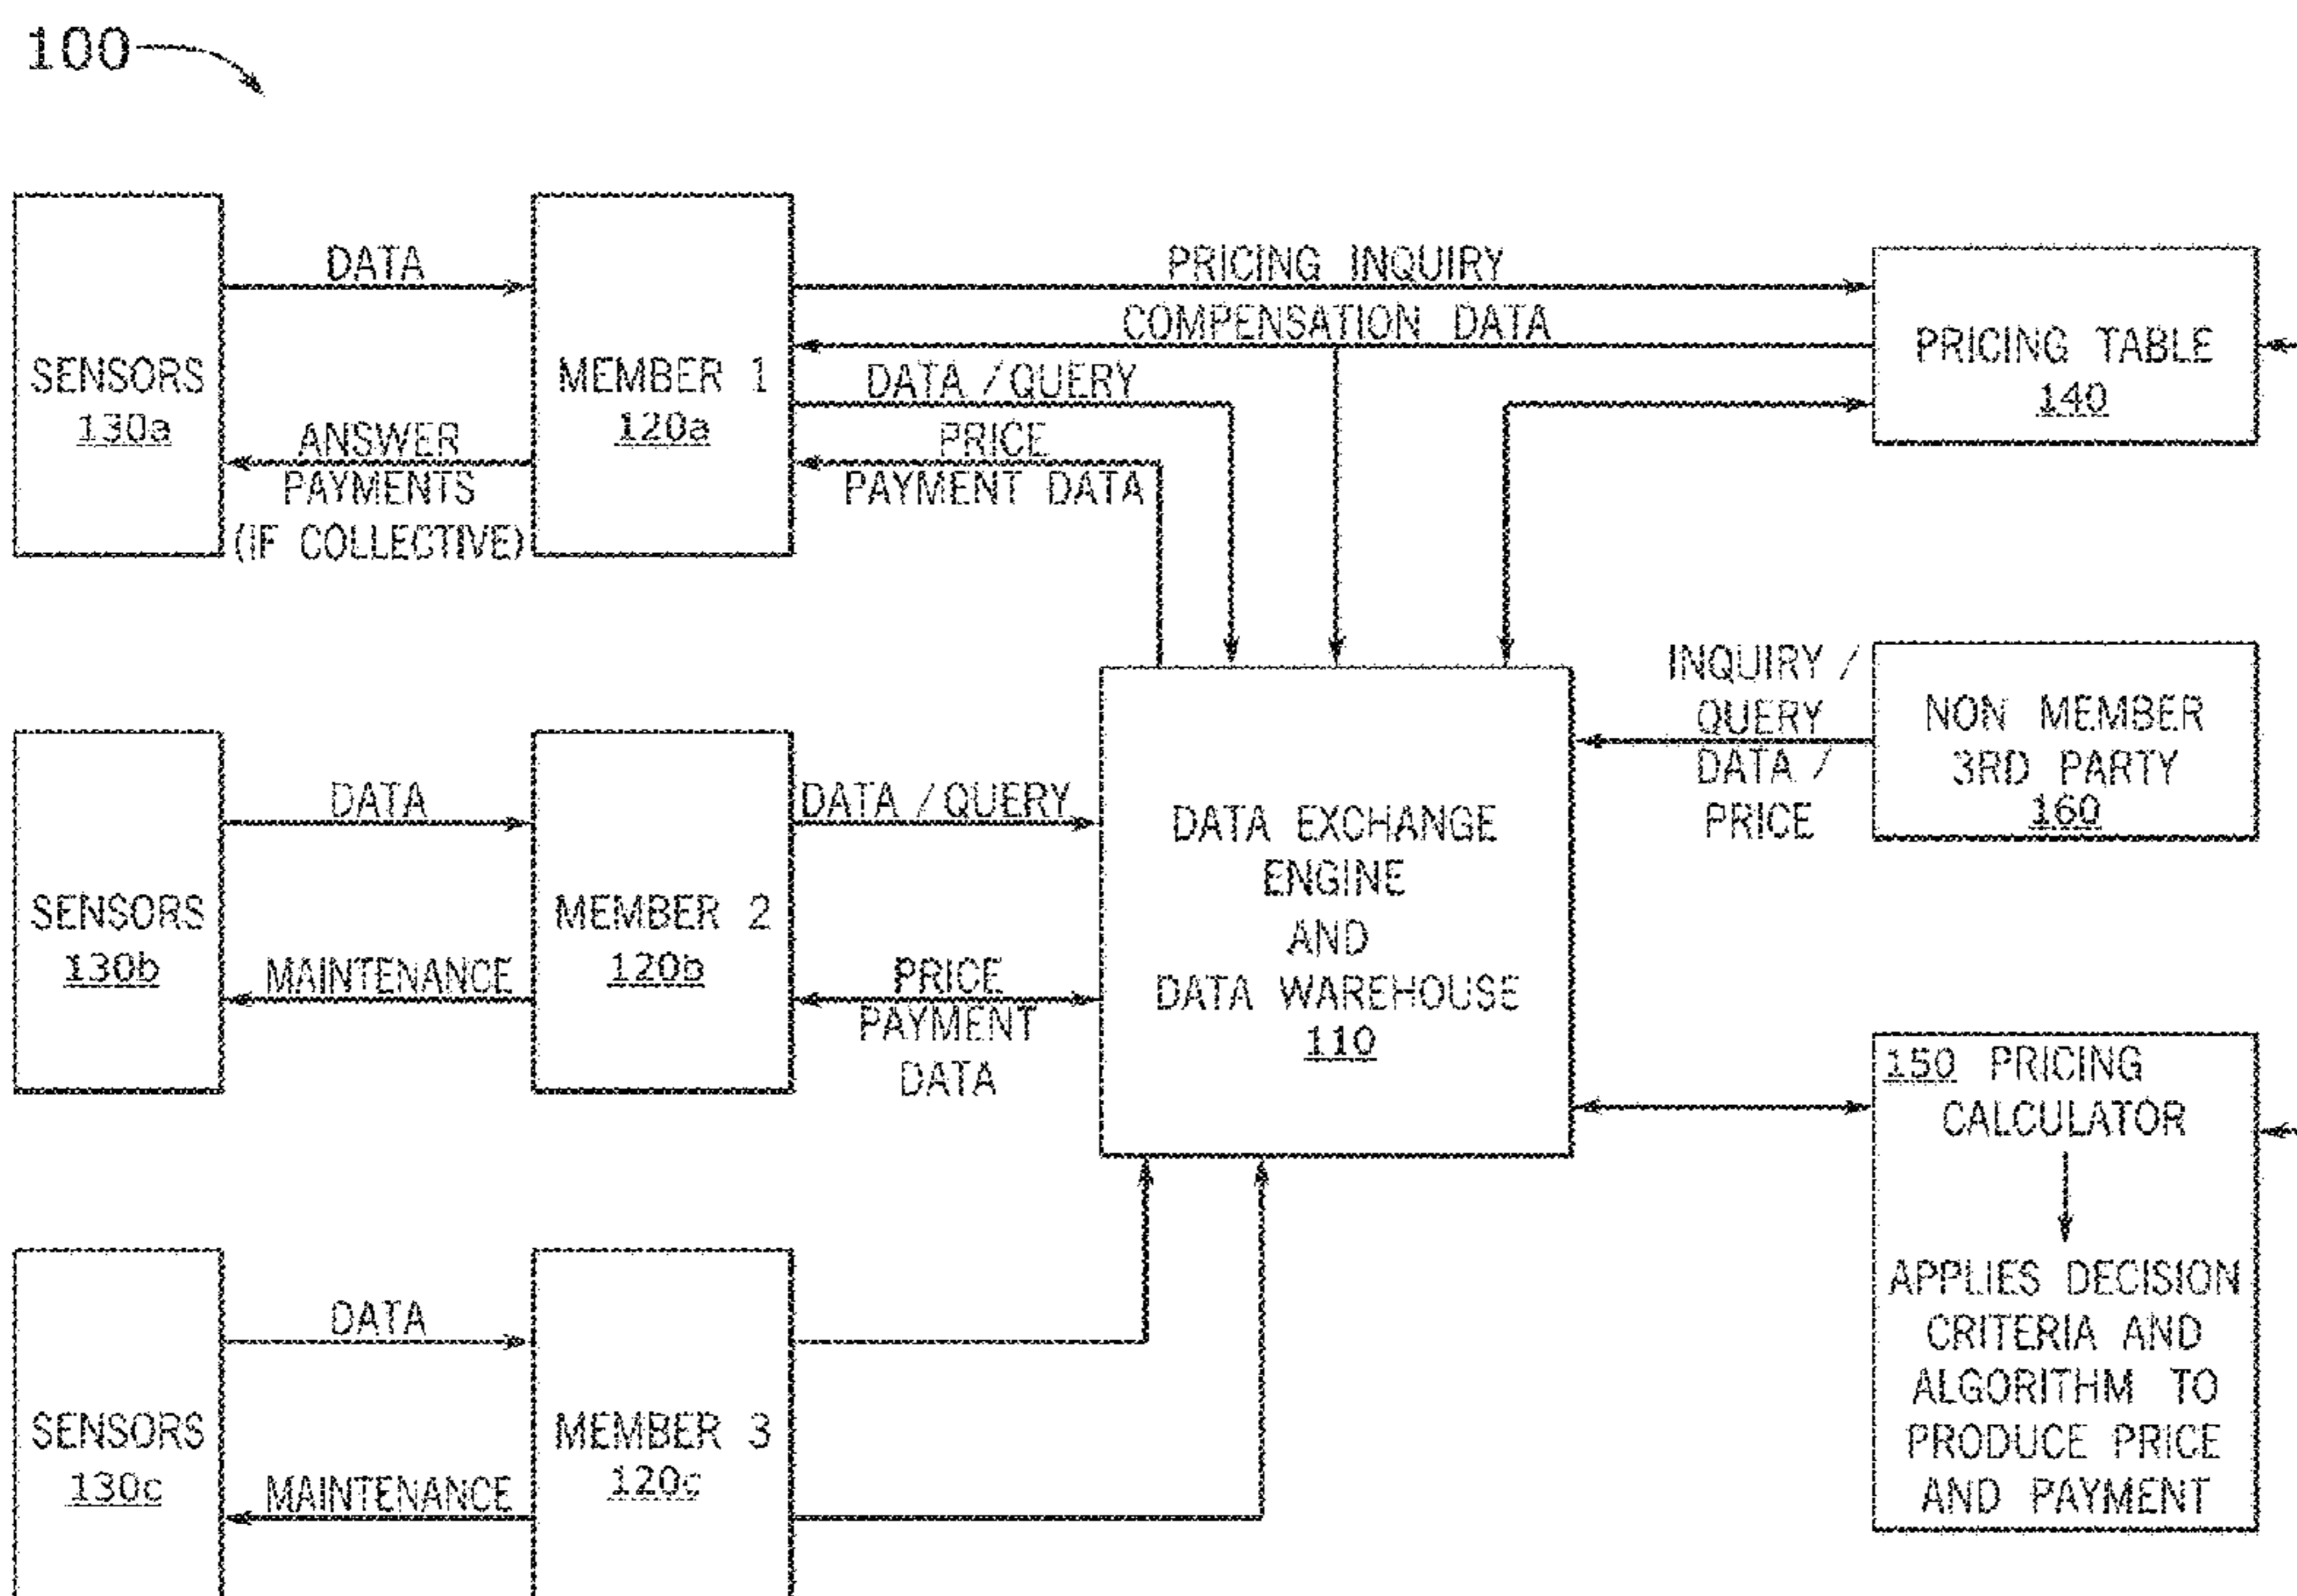 100
DATA
SENSORS
130a
ANSWER
PAYMENTS
(IF COLLECTIVE)
MEMBER 1
120a
PRICING INQUIRY
COMPENSATION DATA
DATA / QUERY
PRICE
PAYMENT DATA
PRICING TABLE
140
INQUIRY /
QUERY
DATA /
PRICE
NON MEMBER
3RD PARTY
160
SENSORS
130b
DATA
MAINTENANCE
MEMBER 2
120b
DATA / QUERY
PRICE
PAYMENT
DATA
DATA EXCHANGE
ENGINE
AND
DATA WAREHOUSE
110
150 PRICING
CALCULATOR
APPLIES DECISION
CRITERIA AND
ALGORITHM TO
PRODUCE PRICE
AND PAYMENT
SENSORS
130c
DATA
MAINTENANCE
MEMBER 3
120c